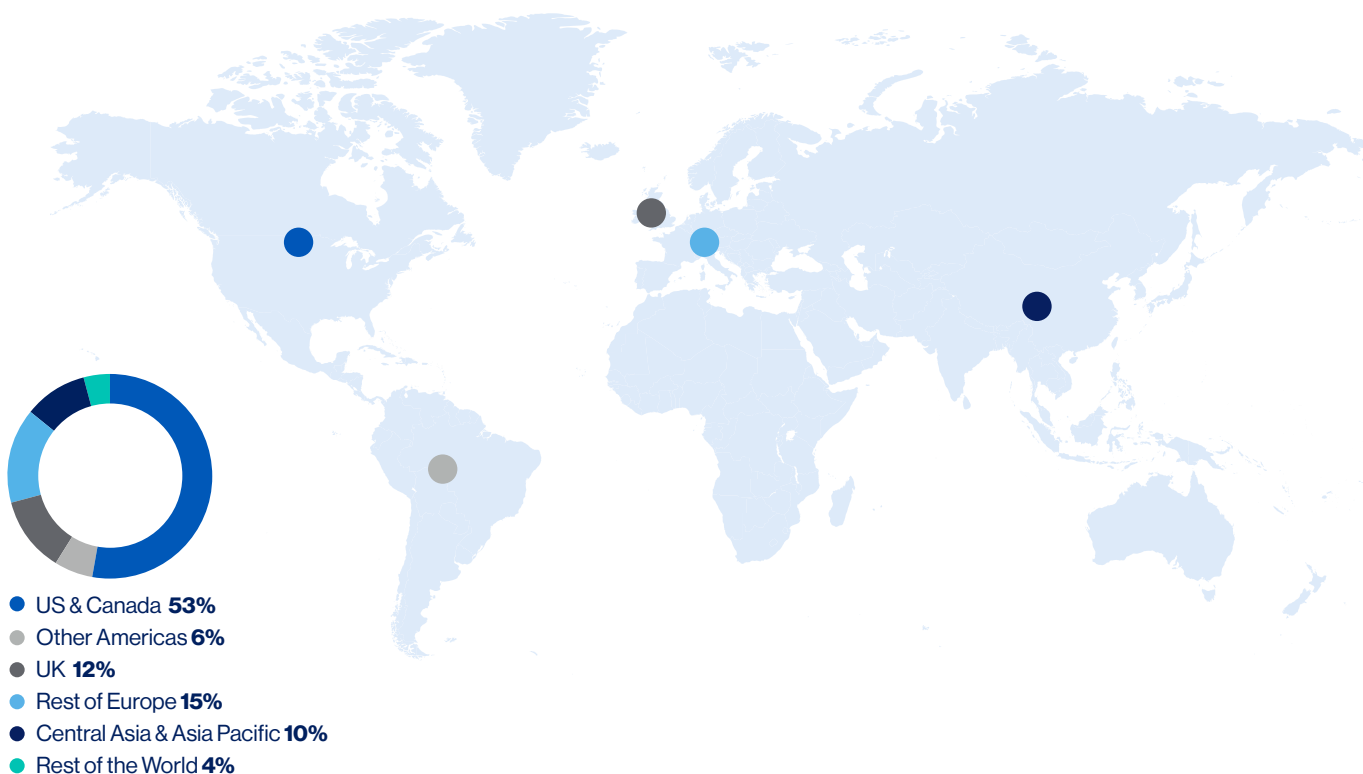 US & Canada 53%
Other Americas 6%
UK 12%
Rest of Europe 15%
Central Asia & Asia Pacific 10%
Rest of the World 4%